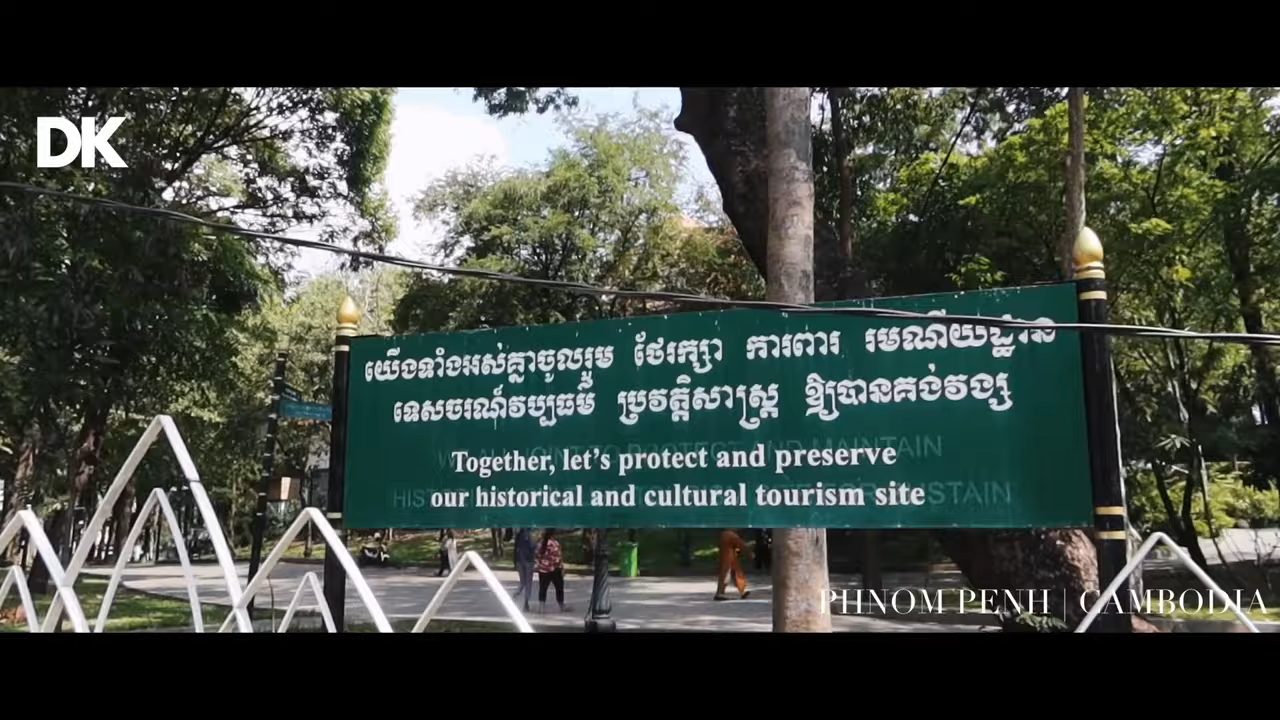 DK
យើងទាំងអស់គ្នាចូលរួម ថែរក្សា ការពារ រមណីយដ្ឋាន
ទេសចរណ៍វប្បធម៌ ប្រវត្តិសាស្ត្រ ឱ្យបានគង់វង្ស
Together, let's protect and preserve
our historical and cultural tourism site
PHNOM PENH | CAMBODIA